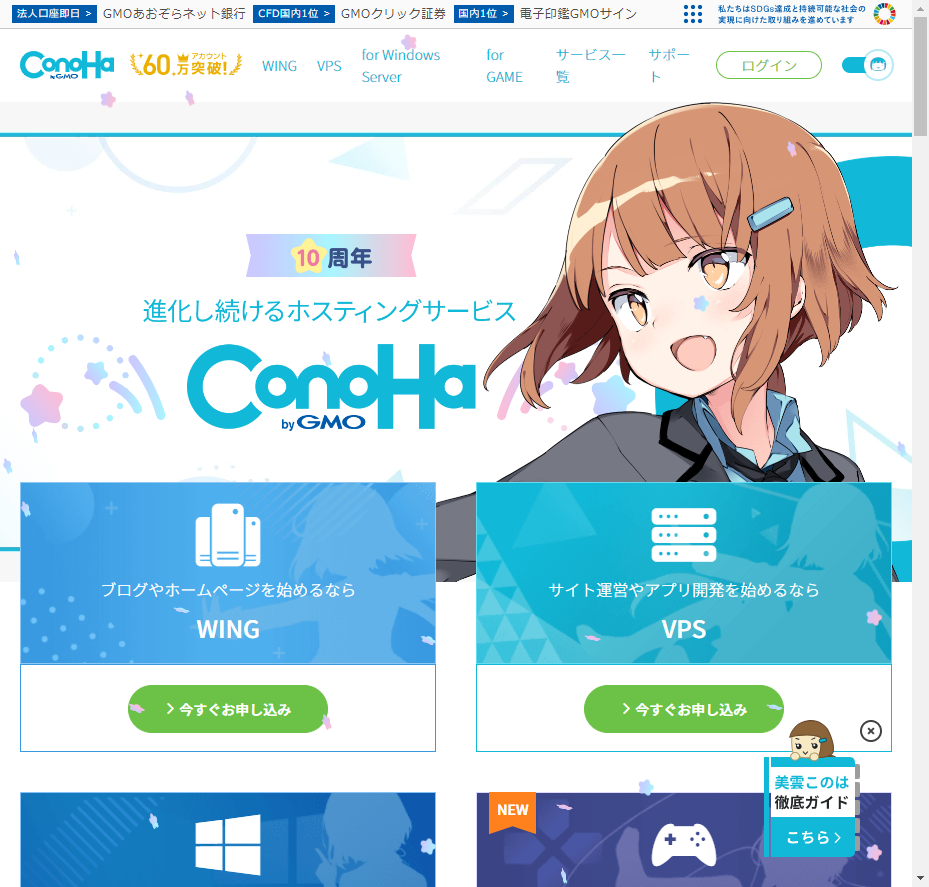 法人口座即日 >
GMOあおぞらネット銀行
CFD国内1位 >
GMOクリック証券
国内1位 >
電子印鑑GMOサイン
私たちはSDGs達成と持続可能な社会の
実現に向けた取り組みを進めています
ConoHa
by GMO
アカウント
60万突破!
WING
VPS
for Windows
Server
for
GAME
サービス一
覧
サポー
ト
ログイン
10周年
進化し続けるホスティングサービス
ConoHa
by GMO
ブログやホームページを始めるなら
WING
今すぐお申し込み
サイト運営やアプリ開発を始めるなら
VPS
今すぐお申し込み
美雲このは
徹底ガイド
こちら >
NEW